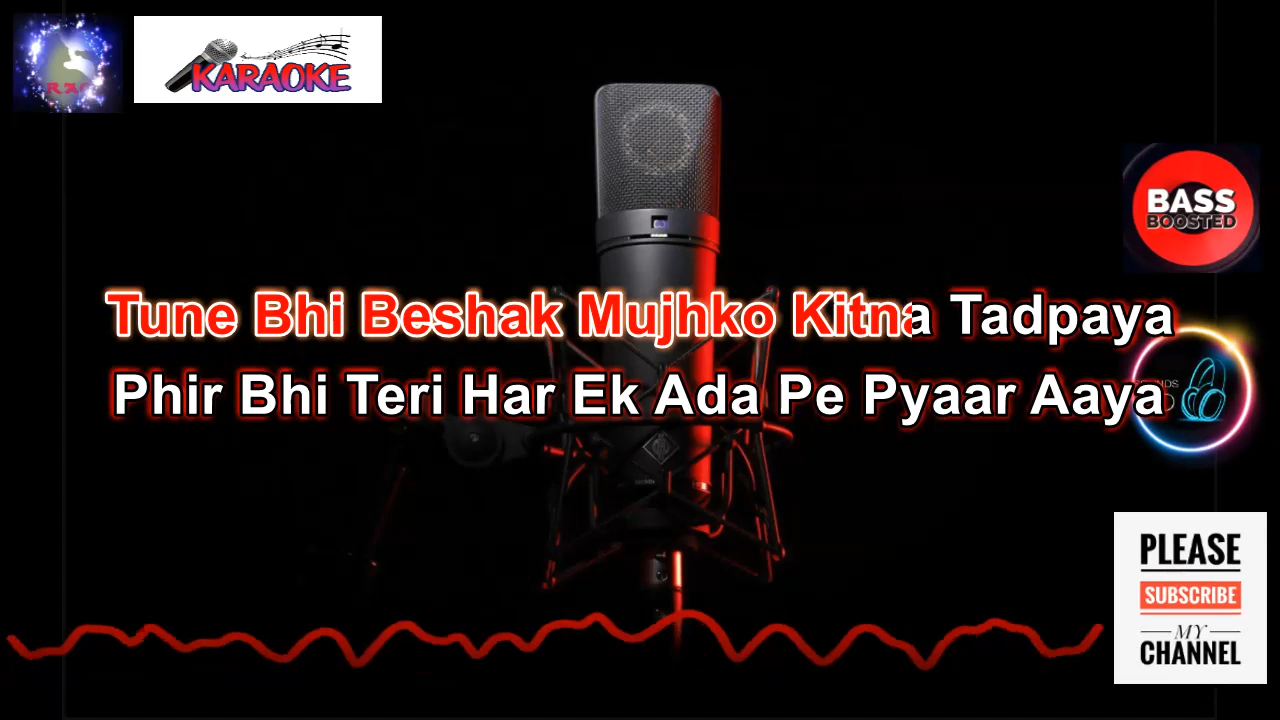 KARAOKE
BASS
BOOSTED
Tune Bhi Beshak Mujhko Kitna Tadpaya
Phir Bhi Teri Har Ek Ada Pe Pyaar Aaya
PLEASE
SUBSCRIBE
MY
CHANNEL